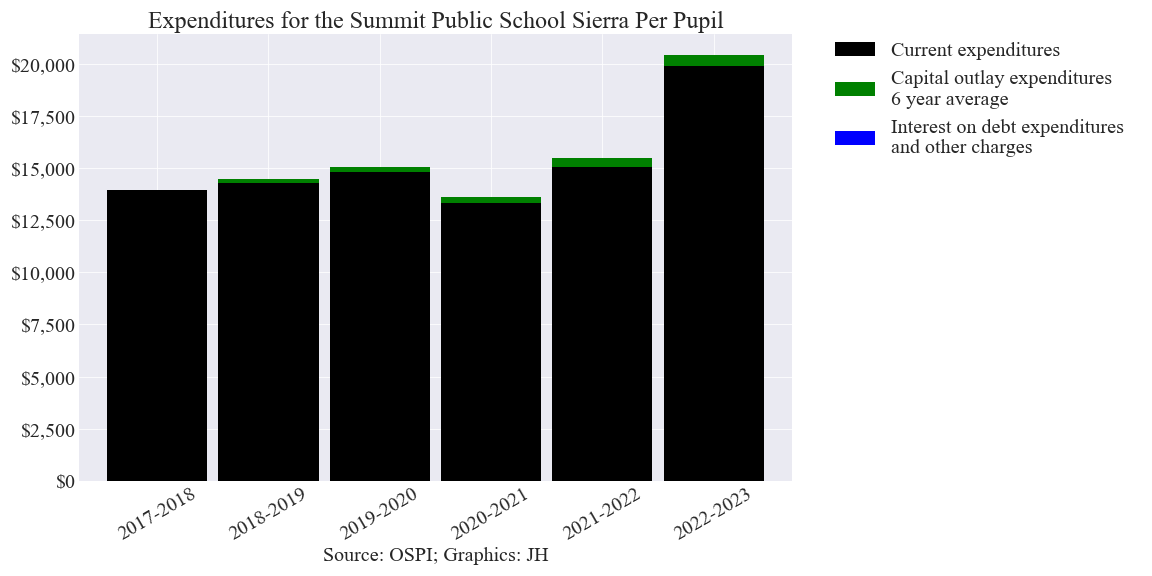 Expenditures for the Summit Public School Sierra Per Pupil
$20,000
$17,500
$15,000
$12,500
$10,000
$7,500
$5,000
$2,500
$0
2017-2018
2018-2019
2019-2020
2020-2021
2021-2022
2022-2023
Source: OSPI; Graphics: JH
Current expenditures
Capital outlay expenditures
6 year average
Interest on debt expenditures
and other charges